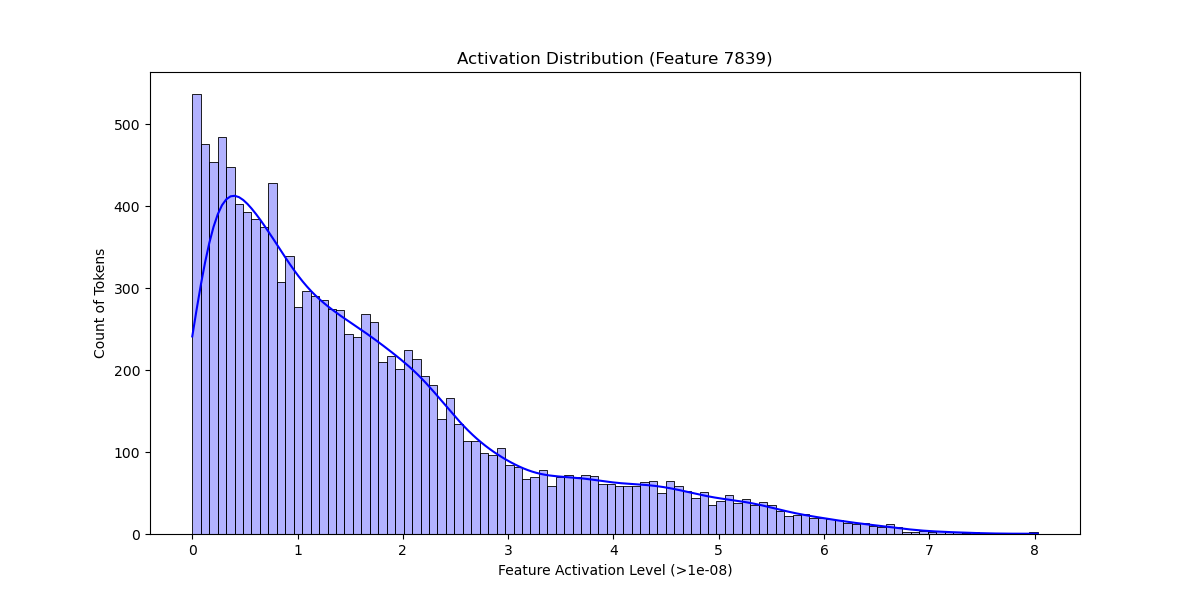 Activation Distribution (Feature 7839)
Count of Tokens
500
400
300
200
100
0
0 1 2 3 4 5 6 7 8
Feature Activation Level (>1e-08)